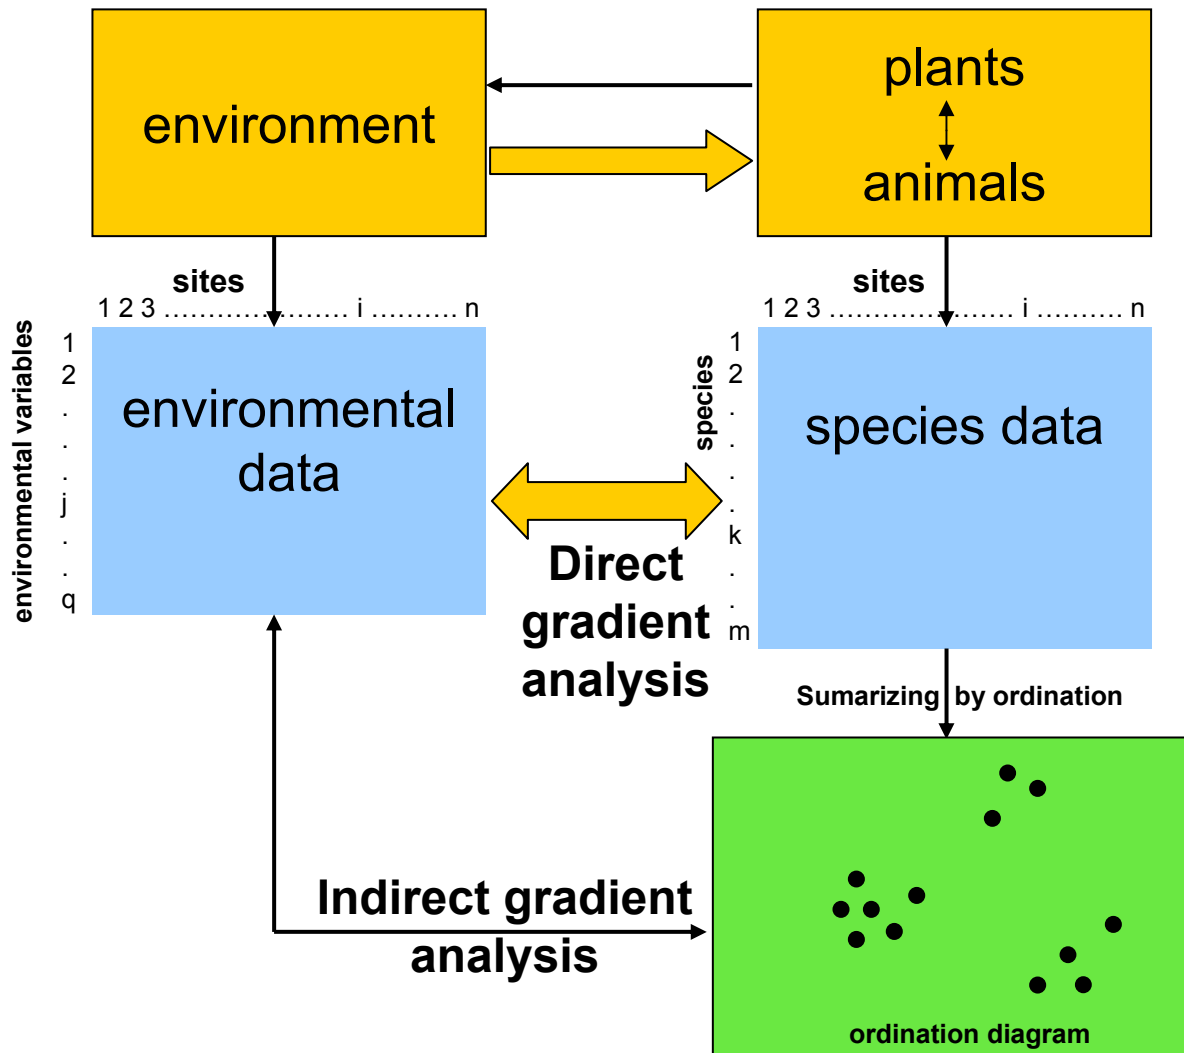 environment
plants
animals
sites
1 2 3 ..................... i .......... n
sites
1 2 3 ..................... i .......... n
environmental variables
1
2
.
.
.
j
.
.
q
environmental
data
species
1
2
.
.
.
.
k
.
.
m
species data
Direct
gradient
analysis
Sumarizing by ordination
Indirect gradient
analysis
ordination diagram